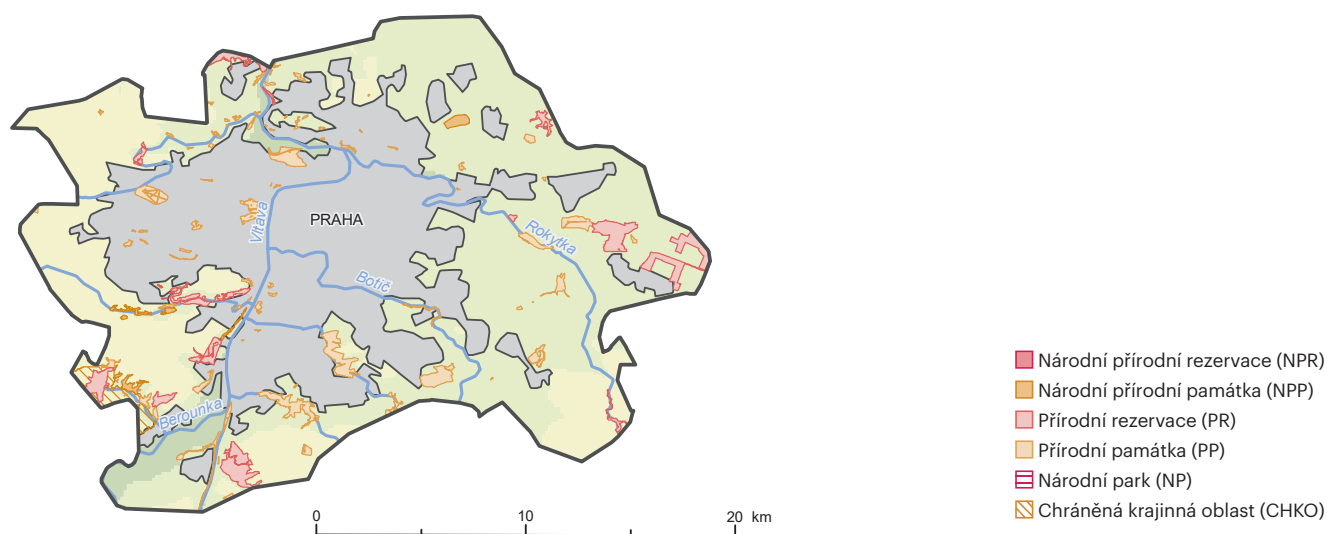 PRAHA
Vltava
Rokytka
Botič
Berounka
0 10 20 km
Národní přírodní rezervace (NPR)
Národní přírodní památka (NPP)
Přírodní rezervace (PR)
Přírodní památka (PP)
Národní park (NP)
Chráněná krajinná oblast (CHKO)